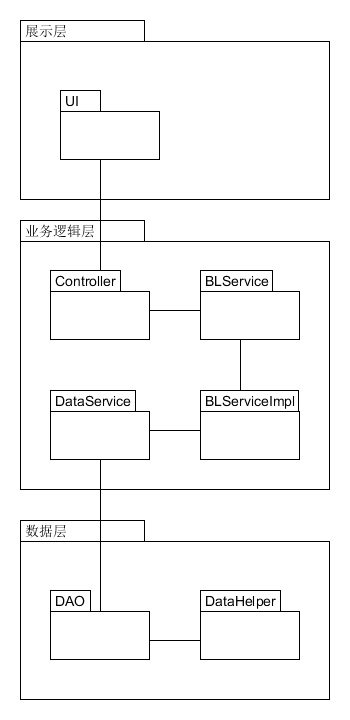 展示层
UI
业务逻辑层
Controller
BLService
DataService
BLServiceImpl
数据层
DAO
DataHelper